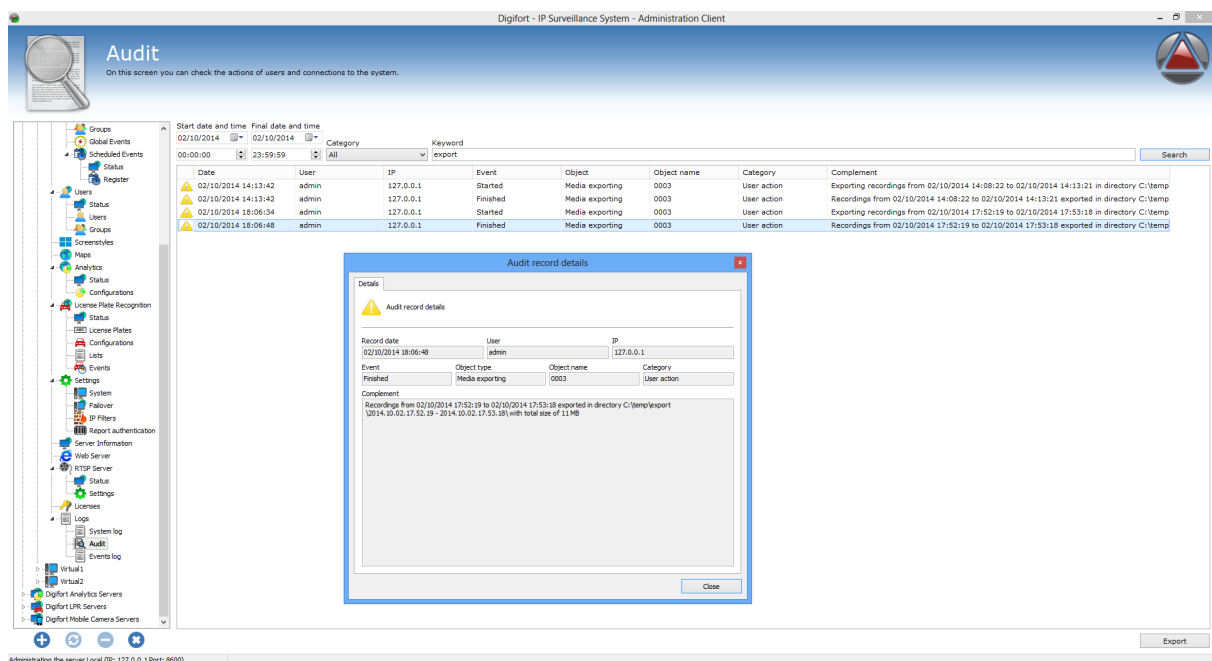 Digifort - IP Surveillance System - Administration Client
Audit
On this screen you can check the actions of users and connections to the system.
Groups
Global Events
Scheduled Events
Status
Register
Users
Status
Users
Groups
Screenstyles
Maps
Analytics
Status
Configurations
License Plate Recognition
Status
License Plates
Configurations
Lists
Events
Settings
System
Failover
IP Filters
Report authentication
Server Information
Web Server
RTSP Server
Status
Settings
Licenses
Logs
System log
Audit
Events log
Virtual1
Virtual2
Digifort Analytics Servers
Digifort LPR Servers
Digifort Mobile Camera Servers
Start date and time Final date and time
02/10/2014 02/10/2014
Category Keyword
00:00:00 23:59:59 All export Search
Date User IP Event Object Object name Category Complement
02/10/2014 14:13:42 admin 127.0.0.1 Started Media exporting 0003 User action Exporting recordings from 02/10/2014 14:08:22 to 02/10/2014 14:13:21 in directory C:\temp
02/10/2014 14:13:42 admin 127.0.0.1 Finished Media exporting 0003 User action Recordings from 02/10/2014 14:08:22 to 02/10/2014 14:13:21 exported in directory C:\temp
02/10/2014 18:06:34 admin 127.0.0.1 Started Media exporting 0003 User action Exporting recordings from 02/10/2014 17:52:19 to 02/10/2014 17:53:18 in directory C:\temp
02/10/2014 18:06:48 admin 127.0.0.1 Finished Media exporting 0003 User action Recordings from 02/10/2014 17:52:19 to 02/10/2014 17:53:18 exported in directory C:\temp
Audit record details
Details
Audit record details
Record date User IP
02/10/2014 18:06:48 admin 127.0.0.1
Event Object type Object name Category
Finished Media exporting 0003 User action
Complement
Recordings from 02/10/2014 17:52:19 to 02/10/2014 17:53:18 exported in directory C:\temp\export
\2014.10.02.17.52.19 - 2014.10.02.17.53.18\ with total size of 11 MB
Close
Export
Administrating the server Local (IP: 127.0.0.1 Port: 8600)